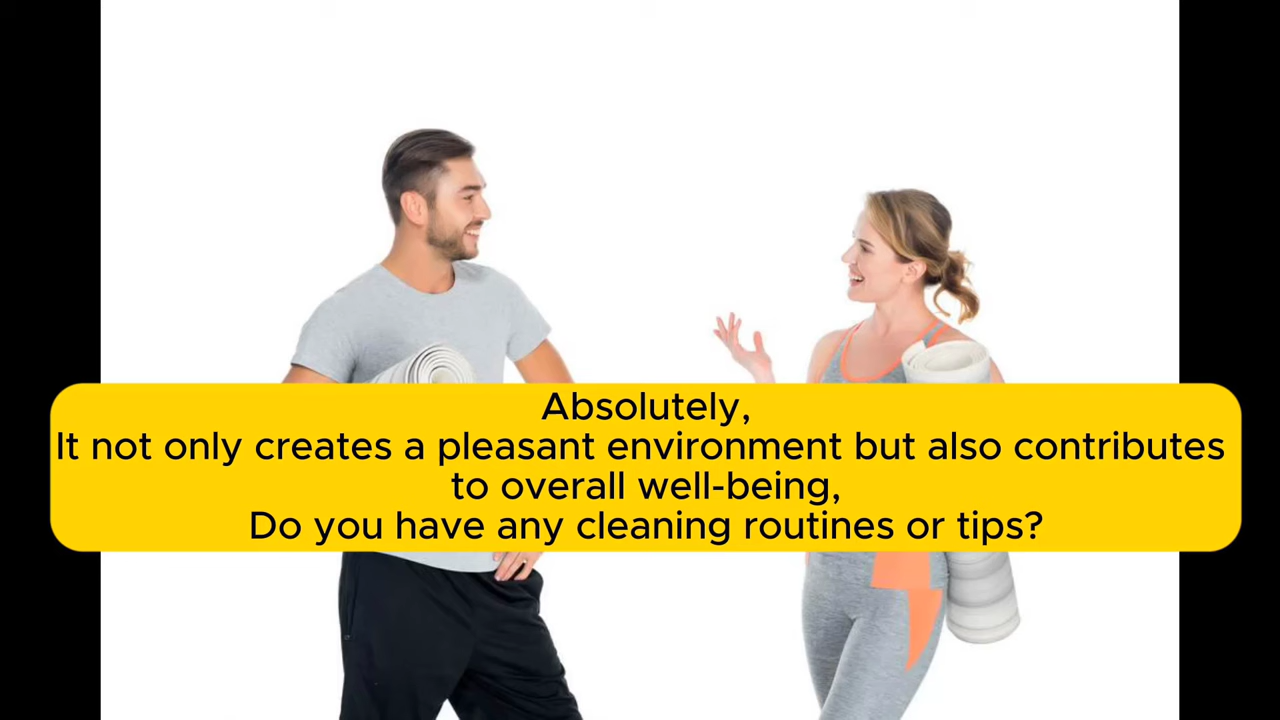 Absolutely,
It not only creates a pleasant environment but also contributes
to overall well-being,
Do you have any cleaning routines or tips?